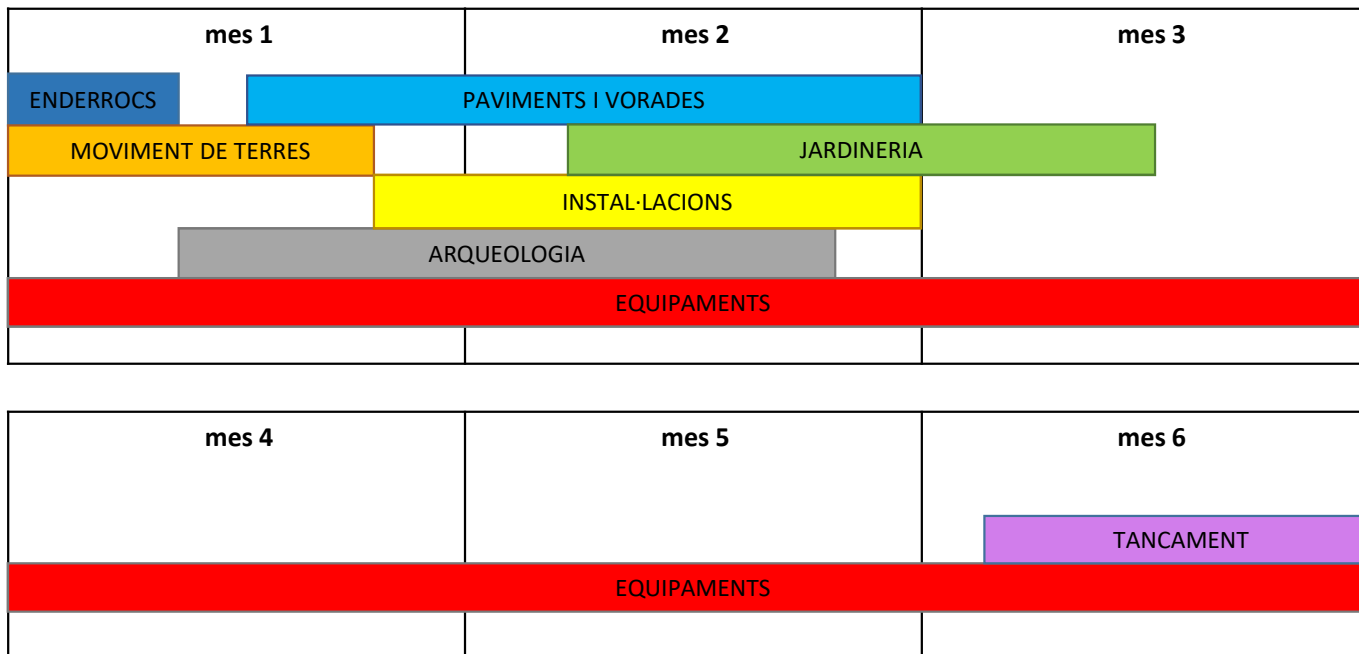 mes 1 mes 2 mes 3
ENDERROCS PAVIMENTS I VORADES
MOVIMENT DE TERRES JARDINERIA
INSTAL·LACIONS
ARQUEOLOGIA
EQUIPAMENTS
mes 4 mes 5 mes 6
TANCAMENT
EQUIPAMENTS